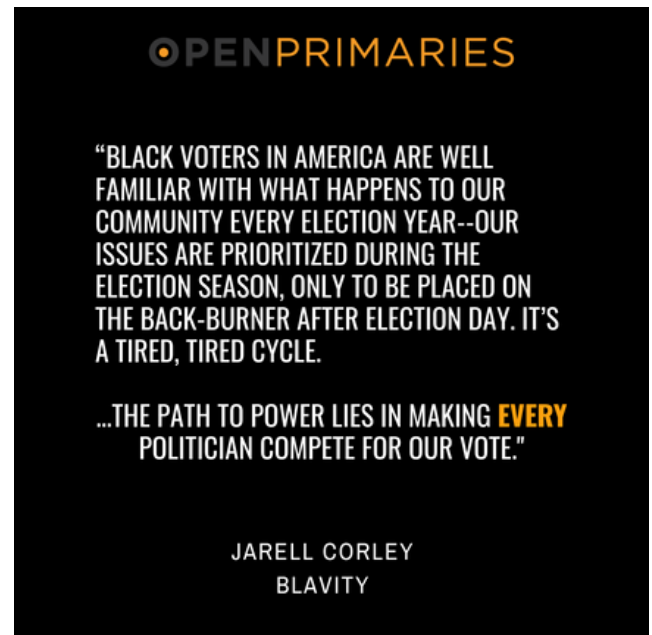 OPENPRIMARIES
“BLACK VOTERS IN AMERICA ARE WELL
FAMILIAR WITH WHAT HAPPENS TO OUR
COMMUNITY EVERY ELECTION YEAR--OUR
ISSUES ARE PRIORITIZED DURING THE
ELECTION SEASON, ONLY TO BE PLACED ON
THE BACK-BURNER AFTER ELECTION DAY. IT’S
A TIRED, TIRED CYCLE.
...THE PATH TO POWER LIES IN MAKING EVERY
POLITICIAN COMPETE FOR OUR VOTE."
JARELL CORLEY
BLAVITY